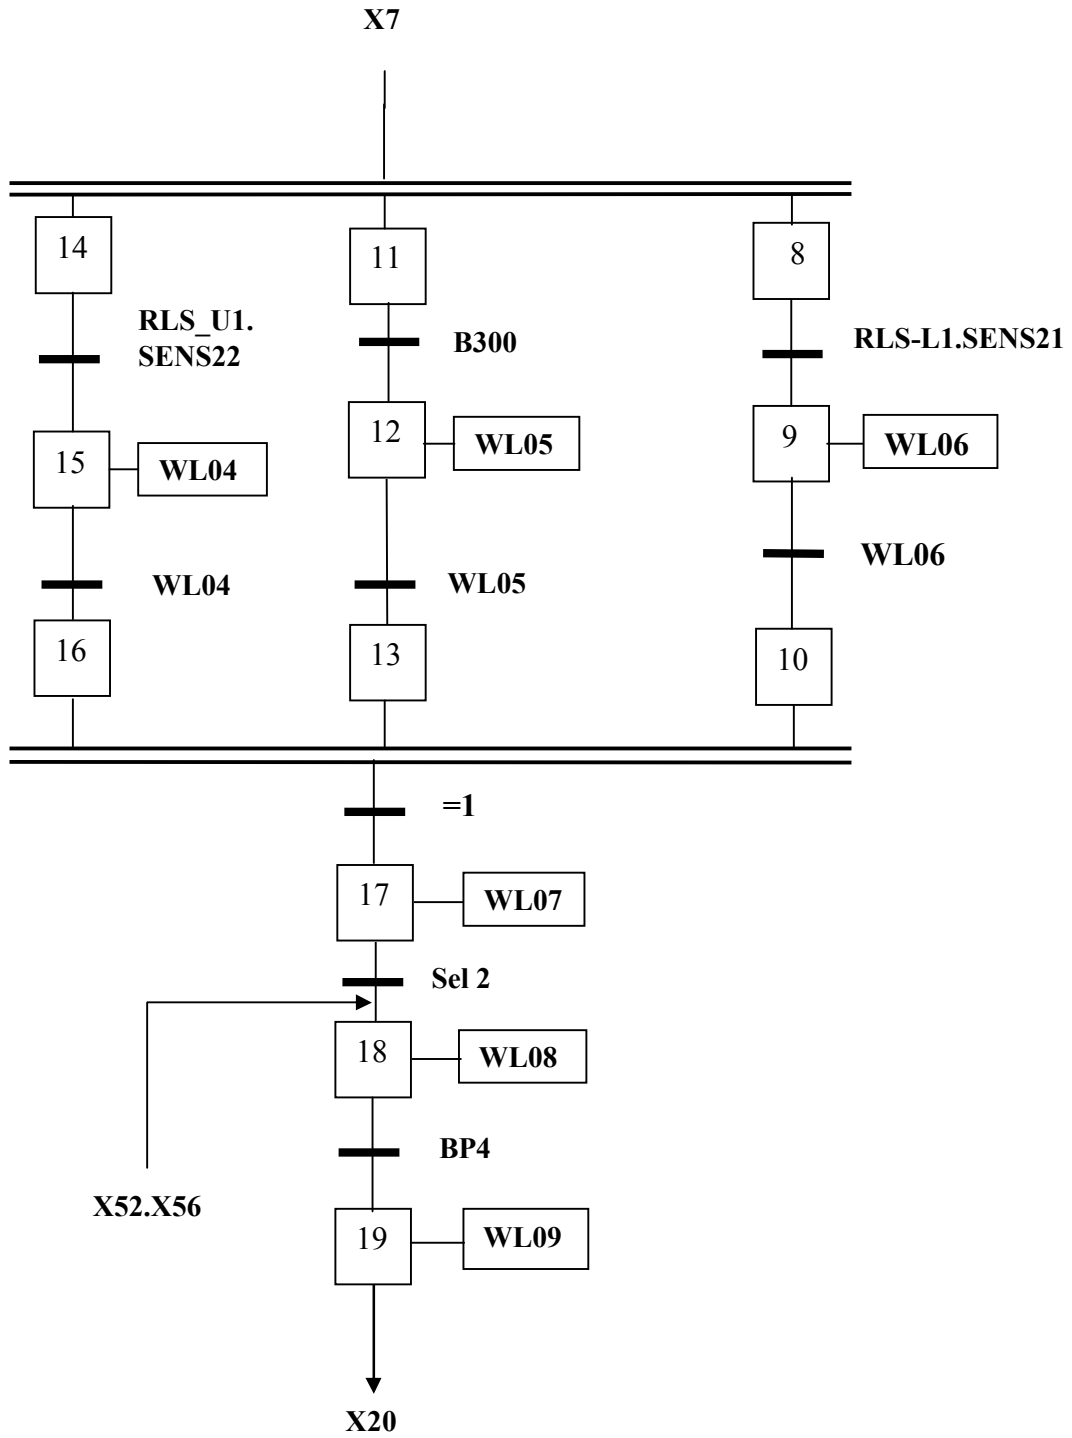 X7
14
11
8
RLS_U1.
SENS22
B300
RLS-L1.SENS21
15
WL04
12
WL05
9
WL06
WL04
WL05
WL06
16
13
10
=1
17
WL07
Sel 2
18
WL08
BP4
X52.X56
19
WL09
X20